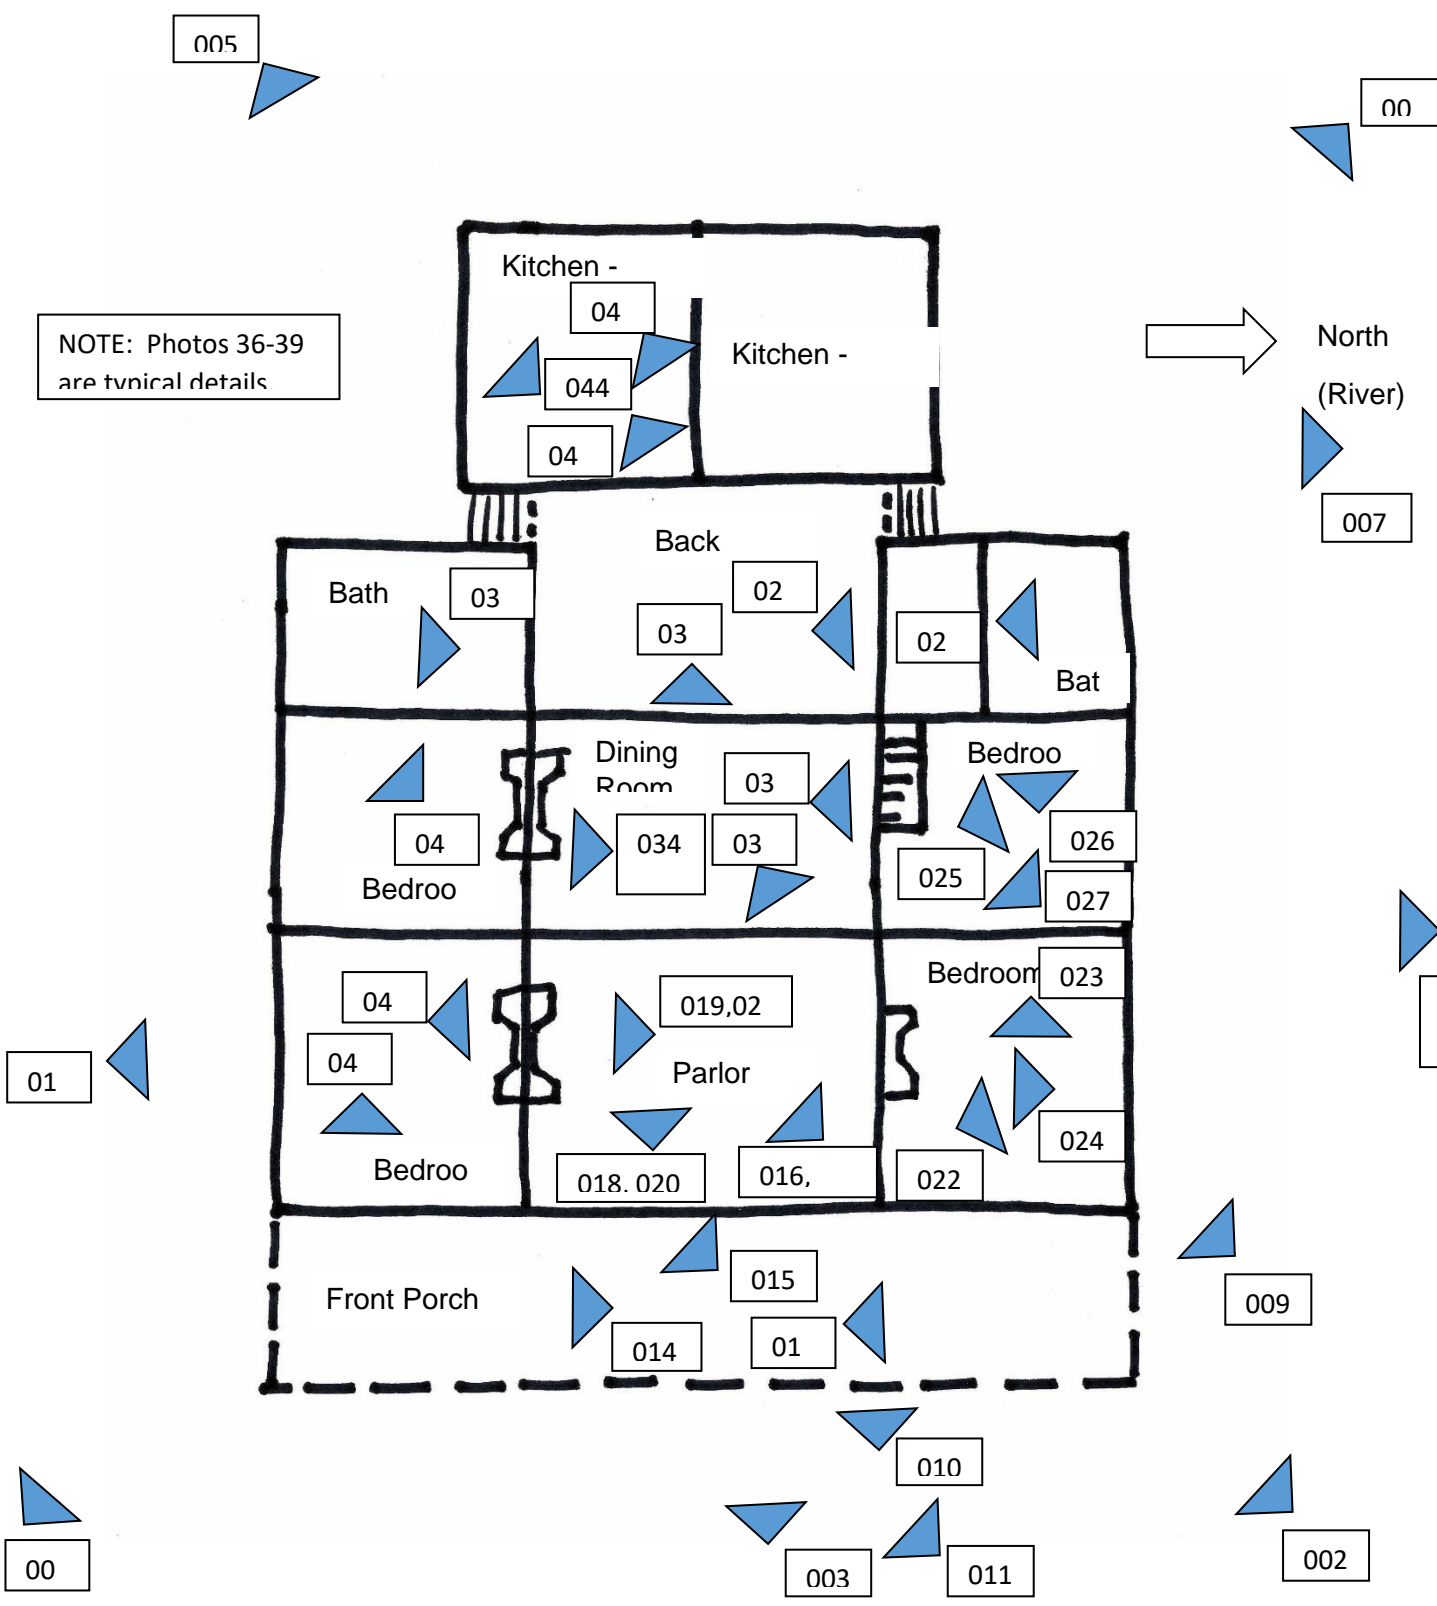 005
00
Kitchen -
04
NOTE: Photos 36-39
are typical details.
North
Kitchen -
044
(River)
04
007
Back
Bath
03
02
03
02
Bat
Dining
Room
Bedroo
03
034
03
04
026
025
Bedroo
027
Bedroom
023
04
019,02
04
Parlor
01
024
Bedroo
018, 020
016,
022
015
Front Porch
009
014
01
010
00
003
011
002